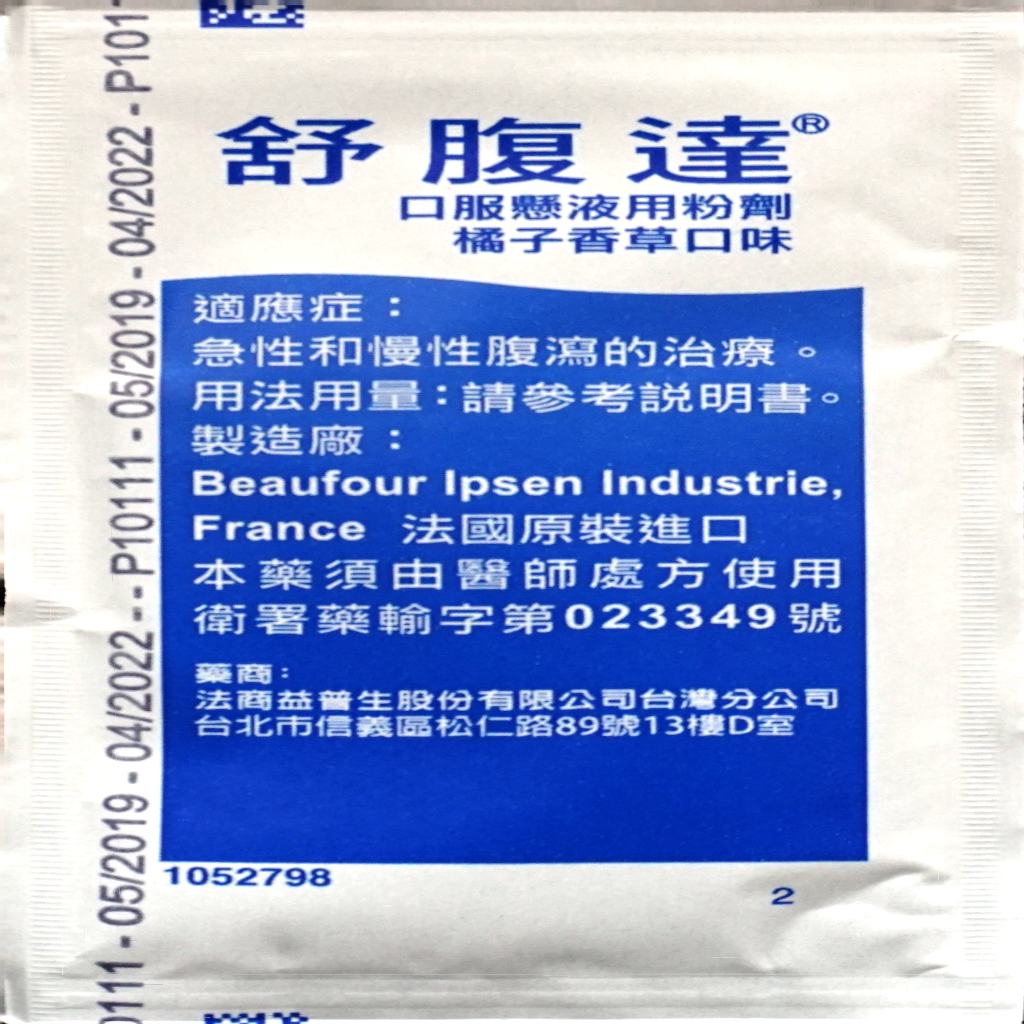 舒腹達®
口服懸液用粉劑
橘子香草口味
適應症：
急性和慢性腹瀉的治療。
用法用量：請參考説明書。
製造廠：
Beaufour Ipsen Industrie,
France 法國原裝進口
本藥須由醫師處方使用
衛署藥輸字第023349號
藥商：
法商益普生股份有限公司台灣分公司
台北市信義區松仁路89號13樓D室
1052798
2
0111 - 05/2019 - 04/2022 - - P10111 - 05/2019 - 04/2022 - P101